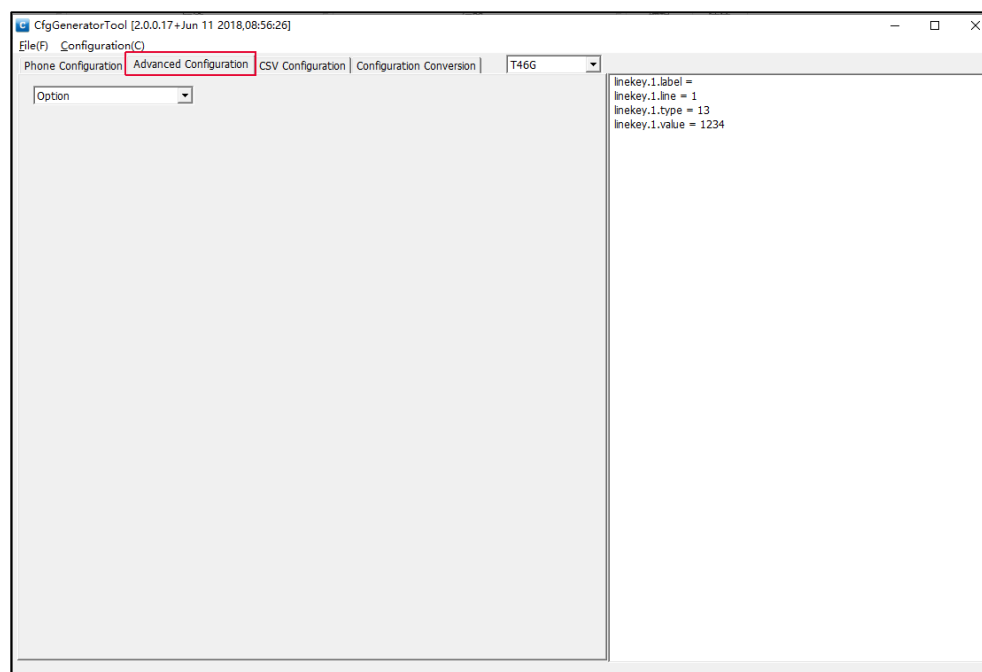 CfgGeneratorTool [2.0.0.17+Jun 11 2018,08:56:26]
File(F) Configuration(C)
Phone Configuration Advanced Configuration CSV Configuration Configuration Conversion T46G
Option
linekey.1.label =
linekey.1.line = 1
linekey.1.type = 13
linekey.1.value = 1234